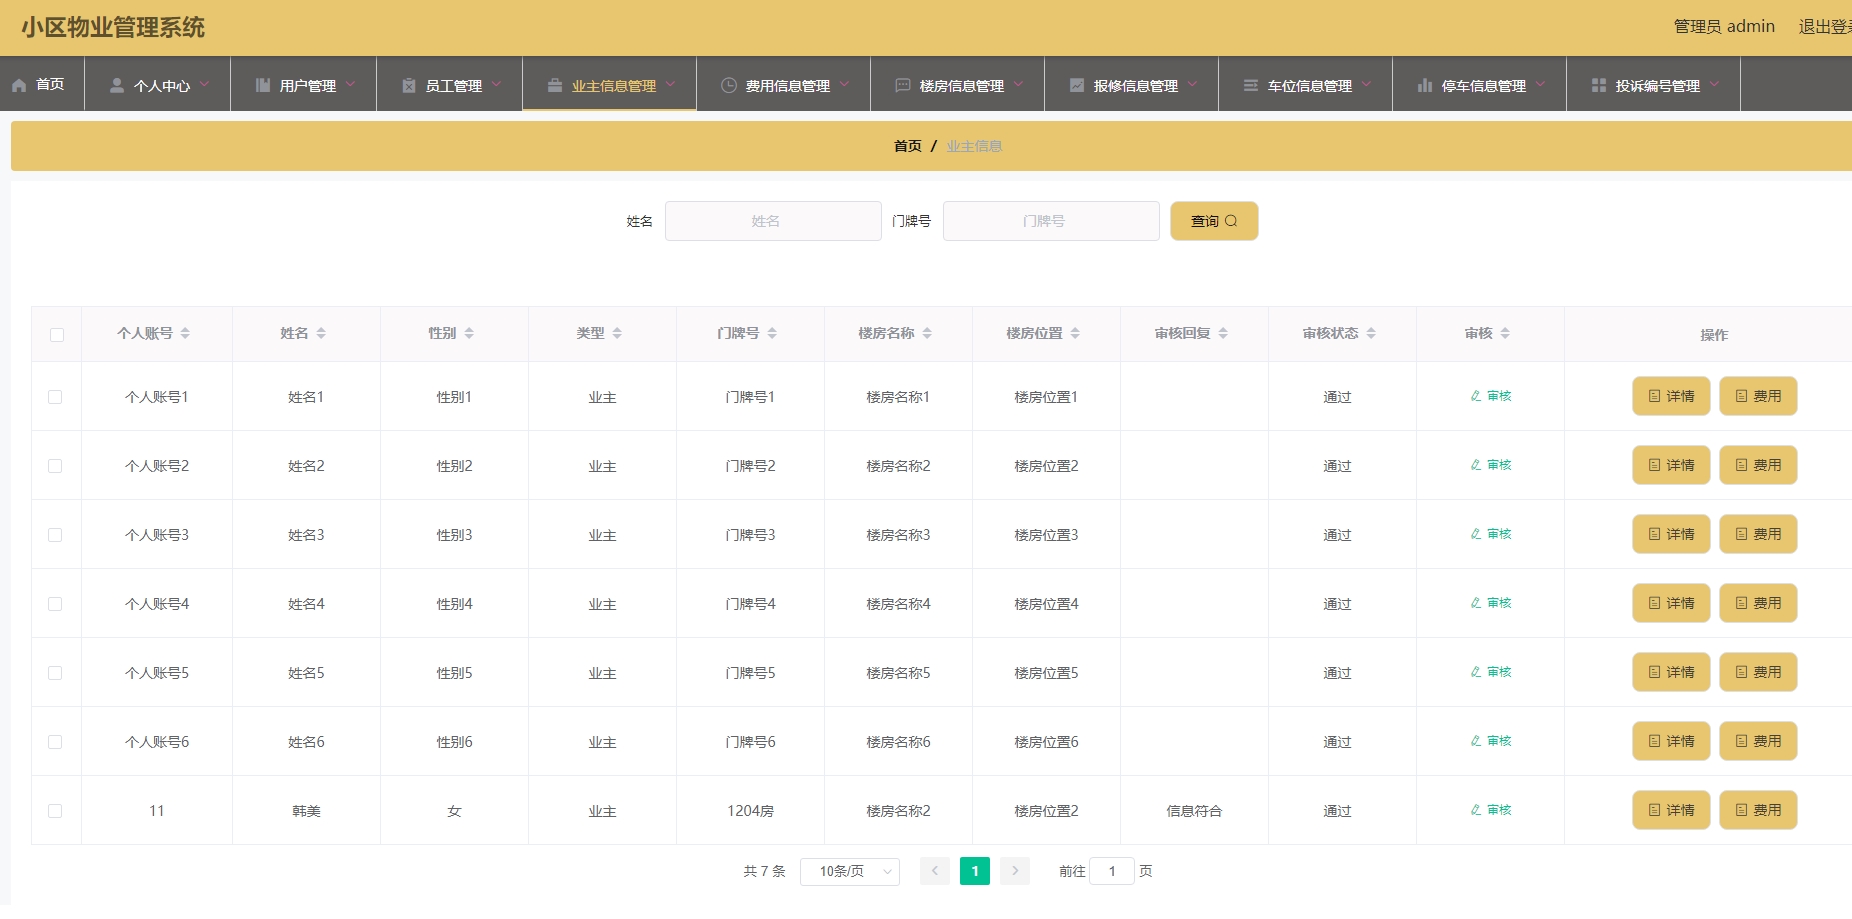 小区物业管理系统 管理员 admin 退出登录
首页 个人中心 用户管理 员工管理 业主信息管理 费用信息管理 楼房信息管理 报修信息管理 车位信息管理 停车信息管理 投诉编号管理
首页 / 业主信息
姓名 姓名 门牌号 门牌号 查询
个人账号 姓名 性别 类型 门牌号 楼房名称 楼房位置 审核回复 审核状态 审核 操作
个人账号1 姓名1 性别1 业主 门牌号1 楼房名称1 楼房位置1 通过 审核 详情 费用
个人账号2 姓名2 性别2 业主 门牌号2 楼房名称2 楼房位置2 通过 审核 详情 费用
个人账号3 姓名3 性别3 业主 门牌号3 楼房名称3 楼房位置3 通过 审核 详情 费用
个人账号4 姓名4 性别4 业主 门牌号4 楼房名称4 楼房位置4 通过 审核 详情 费用
个人账号5 姓名5 性别5 业主 门牌号5 楼房名称5 楼房位置5 通过 审核 详情 费用
个人账号6 姓名6 性别6 业主 门牌号6 楼房名称6 楼房位置6 通过 审核 详情 费用
11 韩美 女 业主 1204房 楼房名称2 楼房位置2 信息符合 通过 审核 详情 费用
共 7 条 10条/页 1 前往 1 页